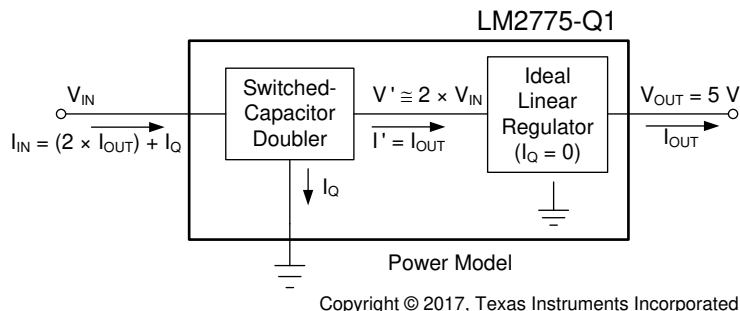 LM2775-Q1
V_IN
I_IN = (2 × I_OUT) + I_Q
Switched-
Capacitor
Doubler
I_Q
V ' ≅ 2 × V_IN
I ' = I_OUT
Ideal
Linear
Regulator
(I_Q = 0)
V_OUT = 5 V
I_OUT
Power Model
Copyright © 2017, Texas Instruments Incorporated